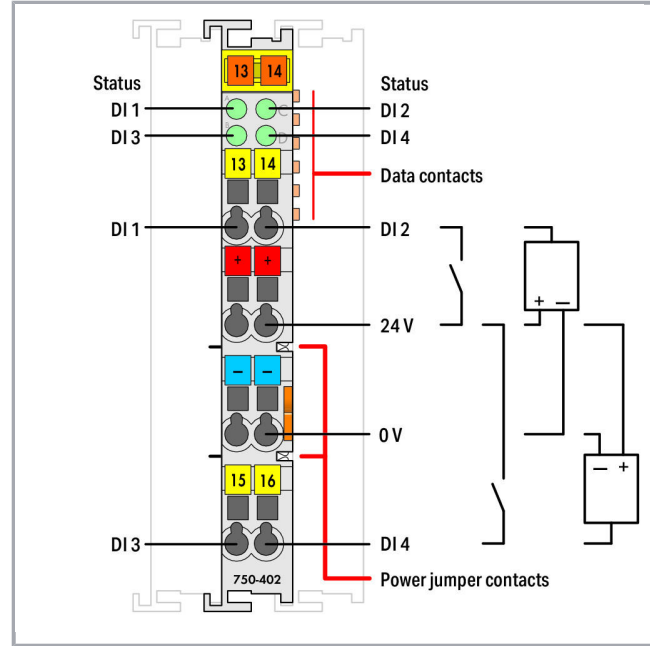 13 14
Status
Status
A
C
DI 1
DI 2
B
D
DI 3
DI 4
13 14
Data contacts
DI 1
DI 2
+ +
+ −
24 V
− −
0 V
− +
15 16
DI 3
DI 4
750-402
Power jumper contacts